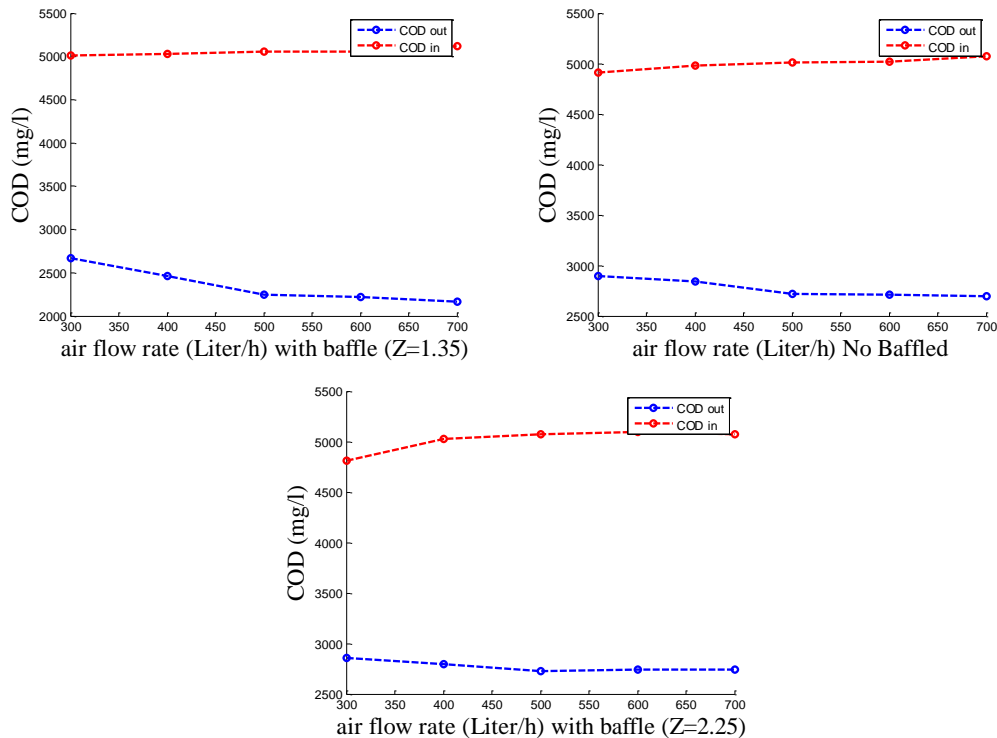 5500
5000
4500
4000
3500
3000
2500
2000
COD (mg/l)
COD out
COD in
300 350 400 450 500 550 600 650 700
air flow rate (Liter/h) with baffle (Z=1.35)
5500
5000
4500
4000
3500
3000
2500
COD (mg/l)
COD out
COD in
300 350 400 450 500 550 600 650 700
air flow rate (Liter/h) No Baffled
5500
5000
4500
4000
3500
3000
2500
COD (mg/l)
COD out
COD in
300 350 400 450 500 550 600 650 700
air flow rate (Liter/h) with baffle (Z=2.25)